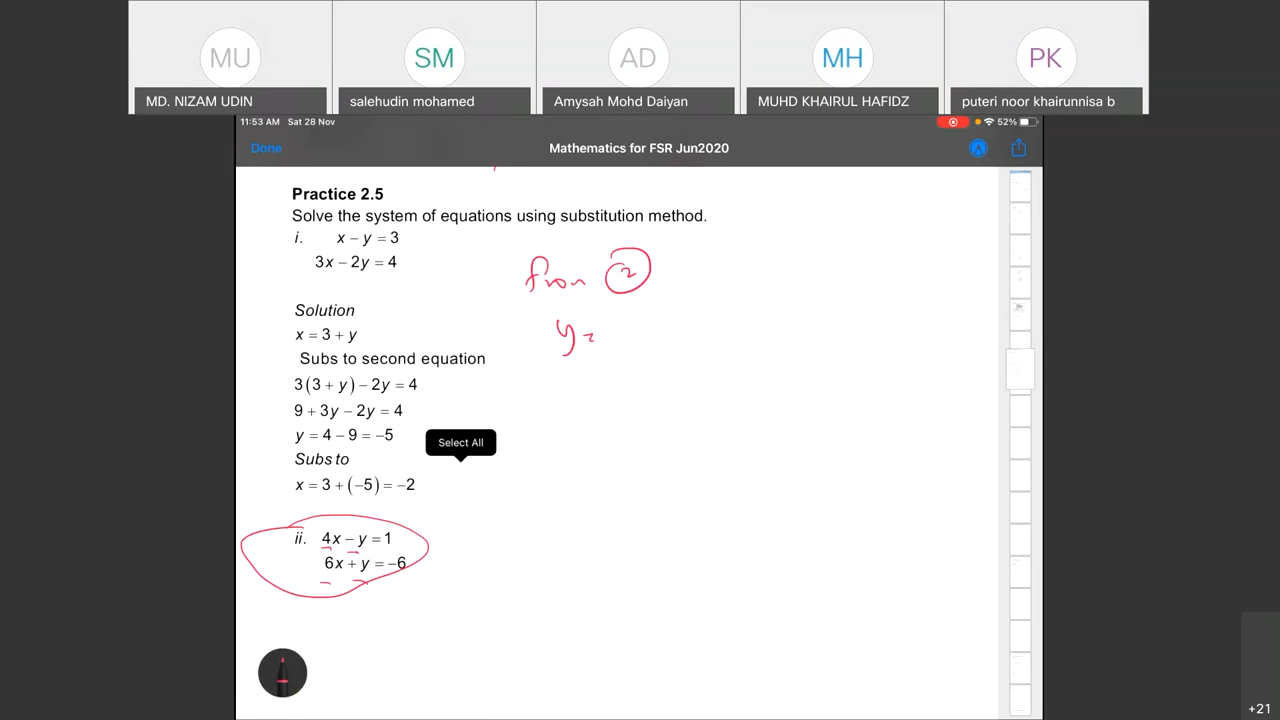 MU
SM
AD
MH
PK
MD. NIZAM UDIN
salehudin mohamed
Amysah Mohd Daiyan
MUHD KHAIRUL HAFIDZ
puteri noor khairunnisa b
11:53 AM Sat 28 Nov
52%
Done
Mathematics for FSR Jun2020
Practice 2.5
Solve the system of equations using substitution method.
i. x − y = 3
3x − 2y = 4
from 2
Solution
x = 3 + y
y =
Subs to second equation
3(3 + y) − 2y = 4
9 + 3y − 2y = 4
y = 4 − 9 = −5
Select All
Subs to
x = 3 + (−5) = −2
ii. 4x − y = 1
6x + y = −6
+21